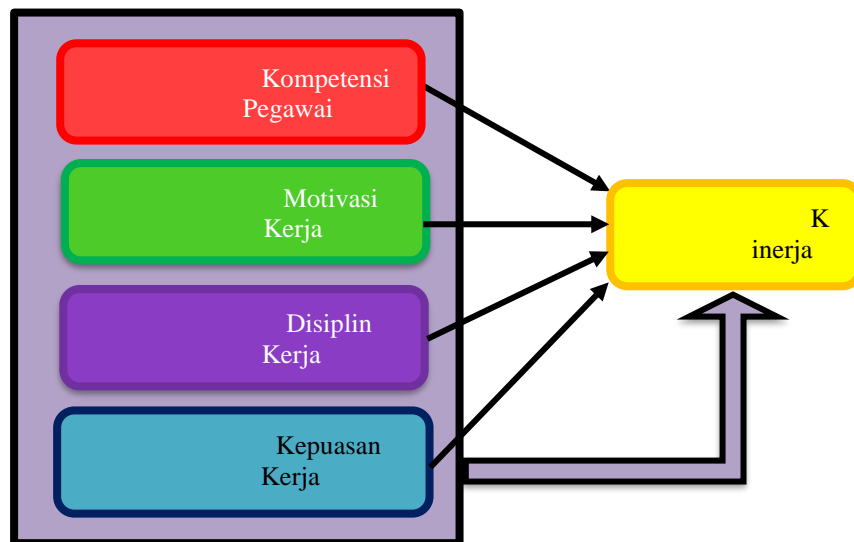 Kompetensi
Pegawai
Motivasi
Kerja
Disiplin
Kerja
Kepuasan
Kerja
K
inerja